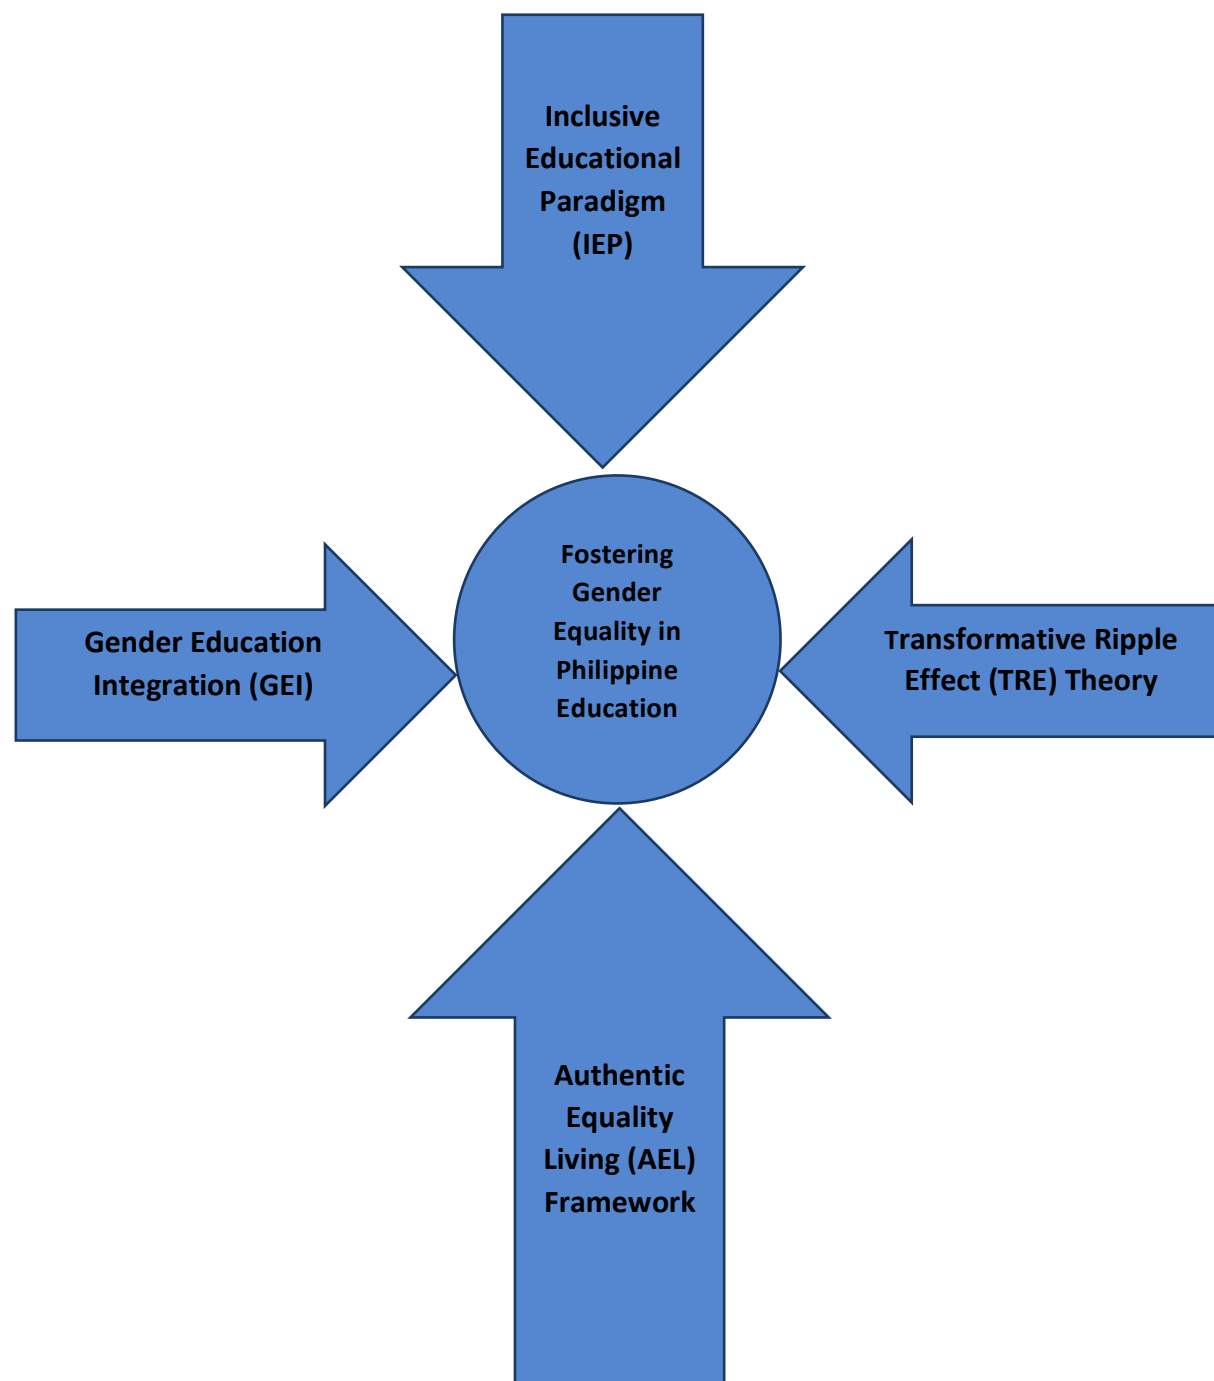 Inclusive
Educational
Paradigm
(IEP)
Fostering
Gender
Equality in
Philippine
Education
Gender Education
Integration (GEI)
Transformative Ripple
Effect (TRE) Theory
Authentic
Equality
Living (AEL)
Framework